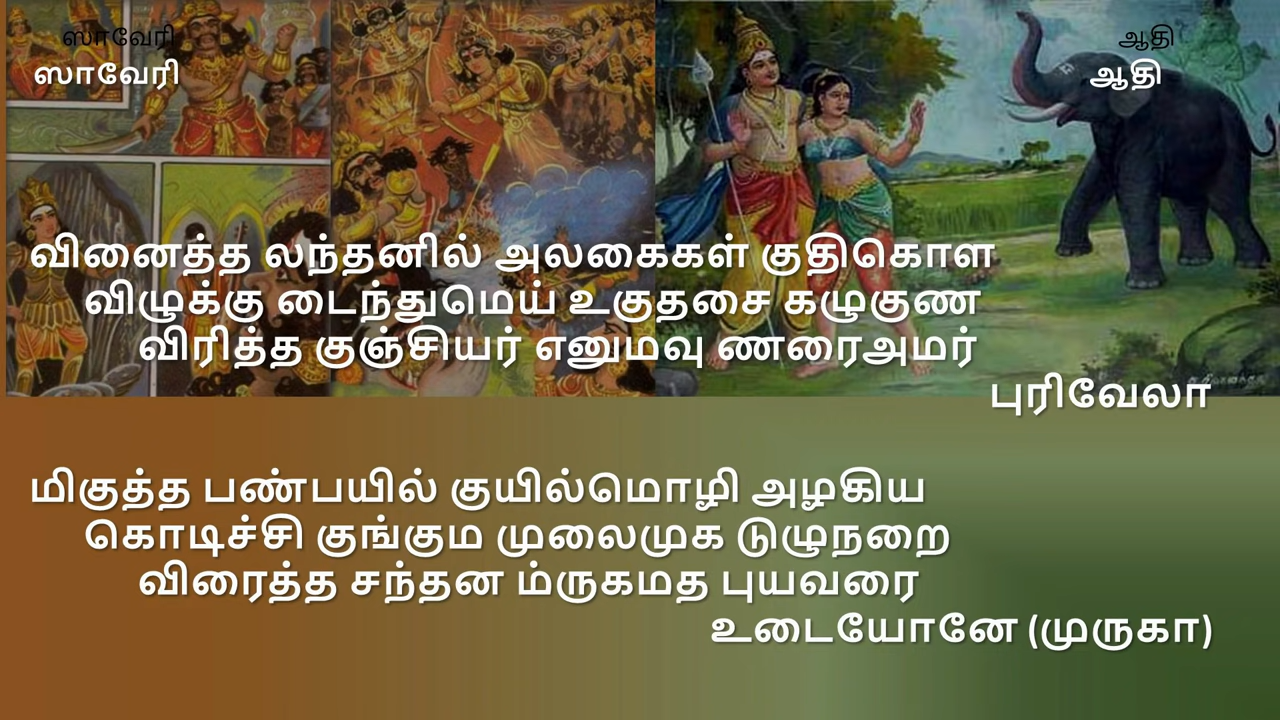 ஸாவேரி
ஆதி
ஸாவேரி
ஆதி
வினைத்த லந்தனில் அலகைகள் குதிகொள
விழுக்கு டைந்துமெய் உகுதசை கழுகுண
விரித்த குஞ்சியர் எனுமவு ணரைஅமர்
புரிவேலா
மிகுத்த பண்பயில் குயில்மொழி அழகிய
கொடிச்சி குங்கும முலைமுக டுழுநறை
விரைத்த சந்தன ம்ருகமத புயவரை
உடையோனே (முருகா)